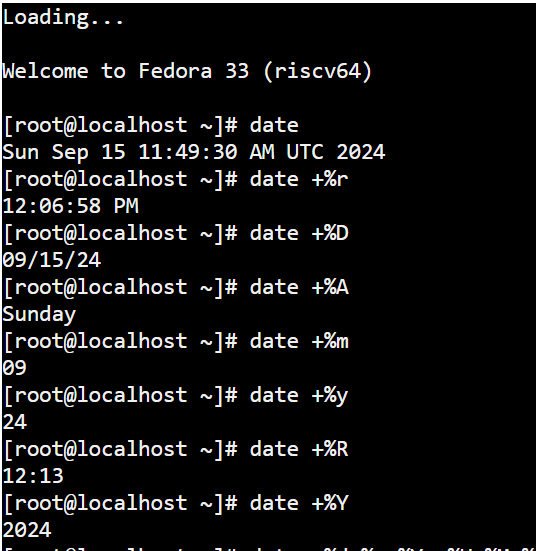 Loading...
Welcome to Fedora 33 (riscv64)
[root@localhost ~]# date
Sun Sep 15 11:49:30 AM UTC 2024
[root@localhost ~]# date +%r
12:06:58 PM
[root@localhost ~]# date +%D
09/15/24
[root@localhost ~]# date +%A
Sunday
[root@localhost ~]# date +%m
09
[root@localhost ~]# date +%y
24
[root@localhost ~]# date +%R
12:13
[root@localhost ~]# date +%Y
2024